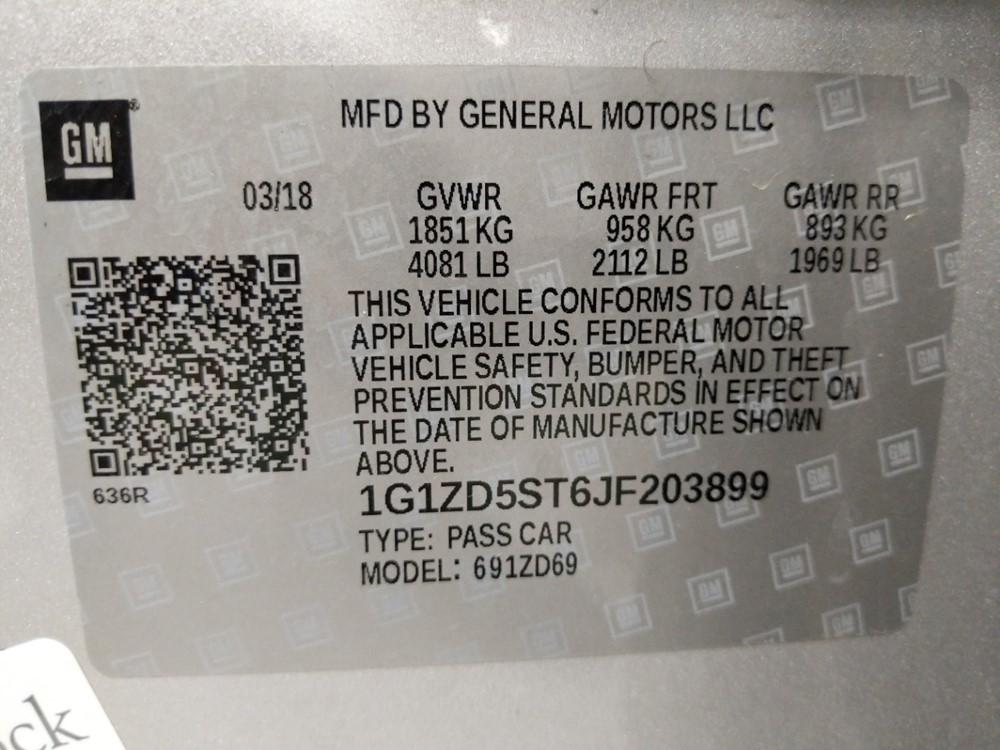 GM
MFD BY GENERAL MOTORS LLC
03/18
GVWR
1851 KG
4081 LB
GAWR FRT
958 KG
2112 LB
GAWR RR
893 KG
1969 LB
THIS VEHICLE CONFORMS TO ALL
APPLICABLE U.S. FEDERAL MOTOR
VEHICLE SAFETY, BUMPER, AND THEFT
PREVENTION STANDARDS IN EFFECT ON
THE DATE OF MANUFACTURE SHOWN
ABOVE.
636R
1G1ZD5ST6JF203899
TYPE: PASS CAR
MODEL: 691ZD69